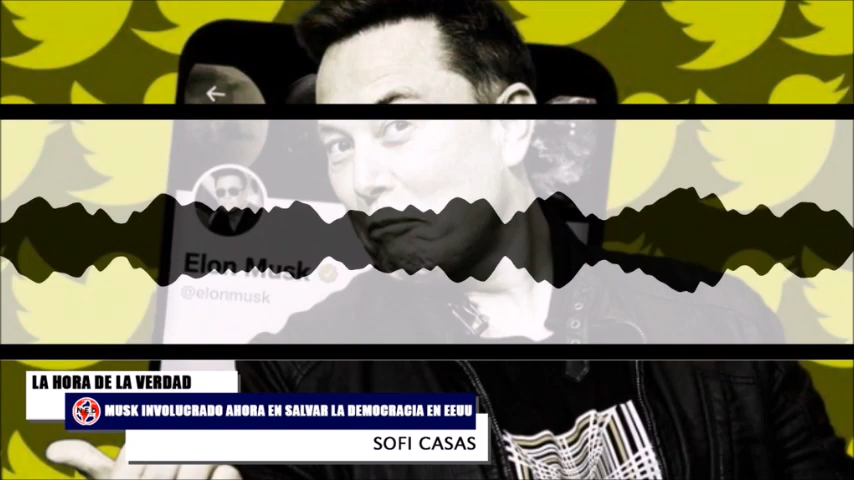 Elon Musk
@elonmusk
LA HORA DE LA VERDAD
MUSK INVOLUCRADO AHORA EN SALVAR LA DEMOCRACIA EN EEUU
SOFI CASAS